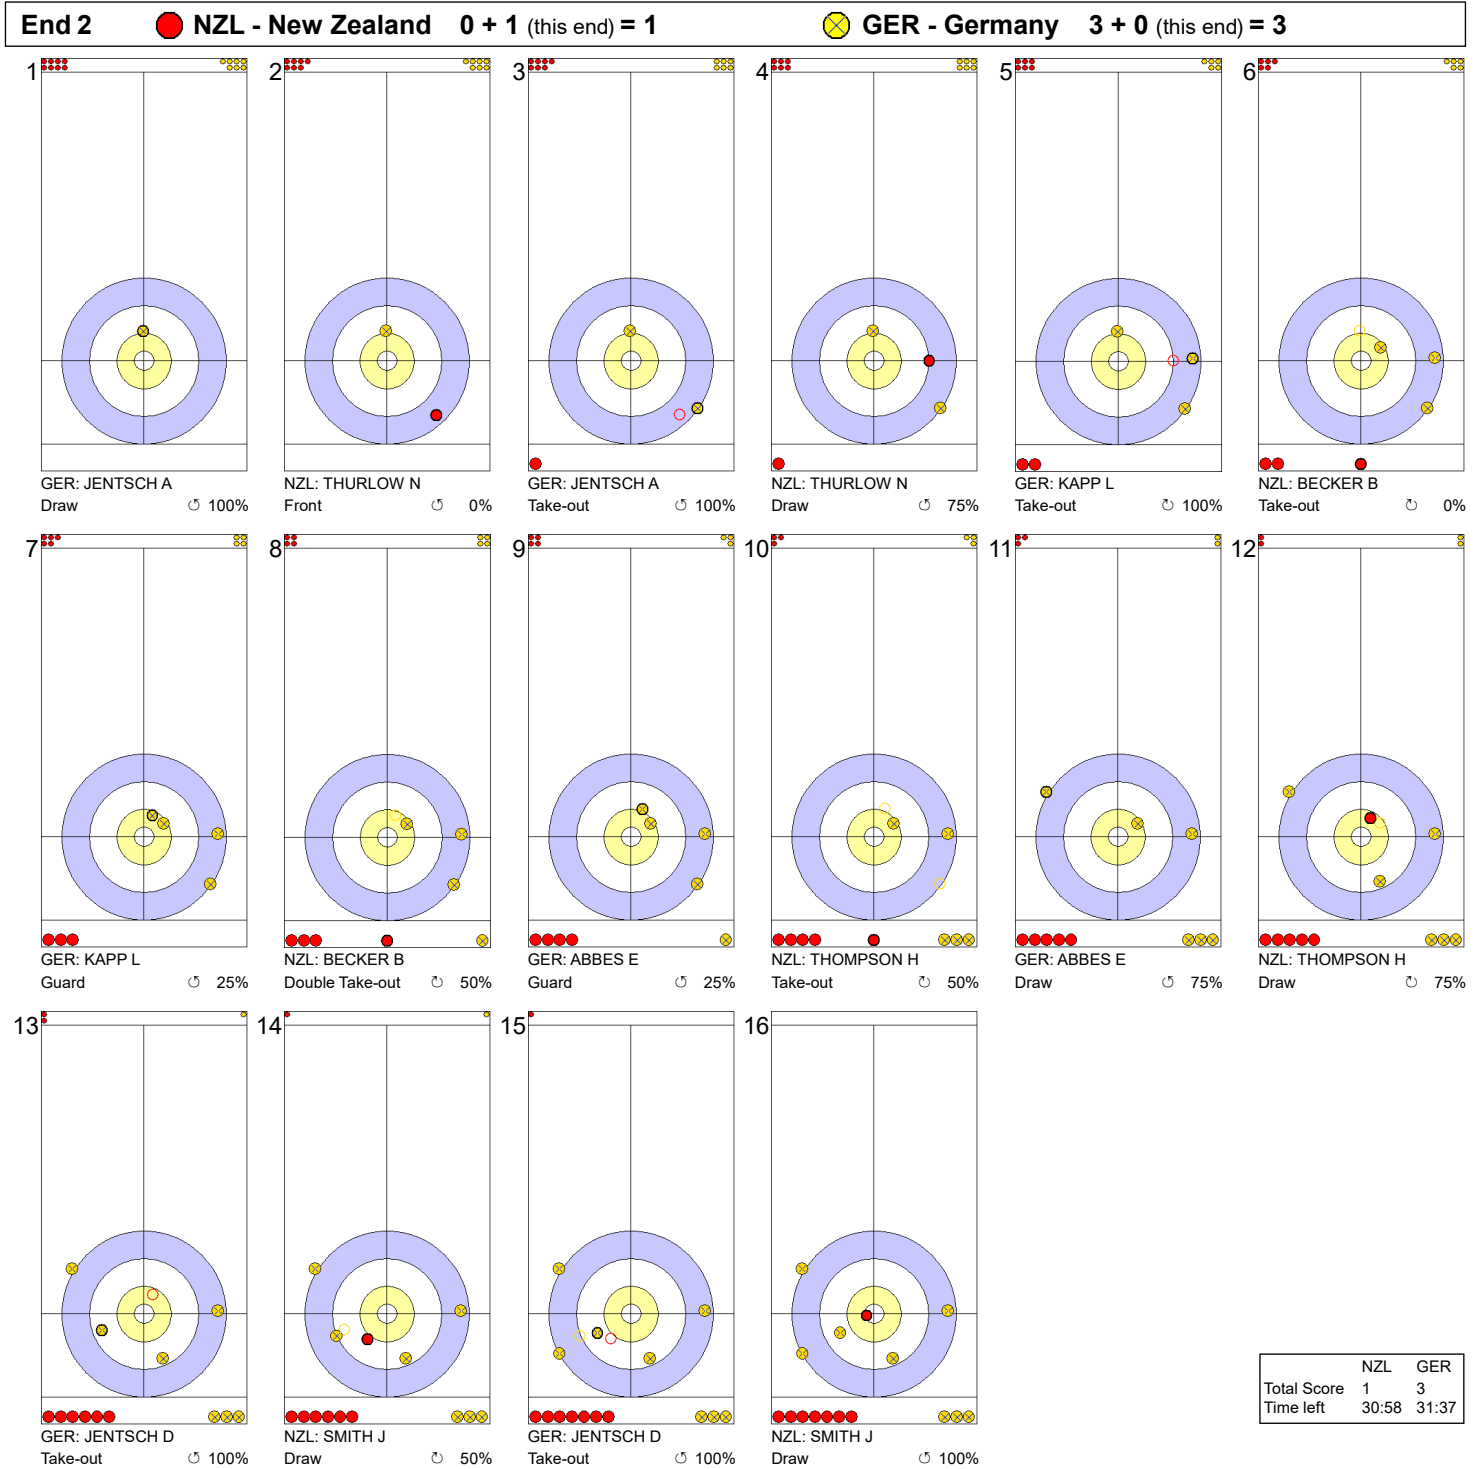 End 2 NZL - New Zealand 0 + 1 (this end) = 1 GER - Germany 3 + 0 (this end) = 3
1 2 3 4 5 6
GER: JENTSCH A NZL: THURLOW N GER: JENTSCH A NZL: THURLOW N GER: KAPP L NZL: BECKER B
Draw ↺ 100% Front ↺ 0% Take-out ↺ 100% Draw ↺ 75% Take-out ↻ 100% Take-out ↻ 0%
7 8 9 10 11 12
GER: KAPP L NZL: BECKER B GER: ABBES E NZL: THOMPSON H GER: ABBES E NZL: THOMPSON H
Guard ↺ 25% Double Take-out ↻ 50% Guard ↺ 25% Take-out ↻ 50% Draw ↺ 75% Draw ↻ 75%
13 14 15 16
GER: JENTSCH D NZL: SMITH J GER: JENTSCH D NZL: SMITH J
Take-out ↺ 100% Draw ↺ 50% Take-out ↺ 100% Draw ↺ 100%
NZL GER
Total Score 1 3
Time left 30:58 31:37